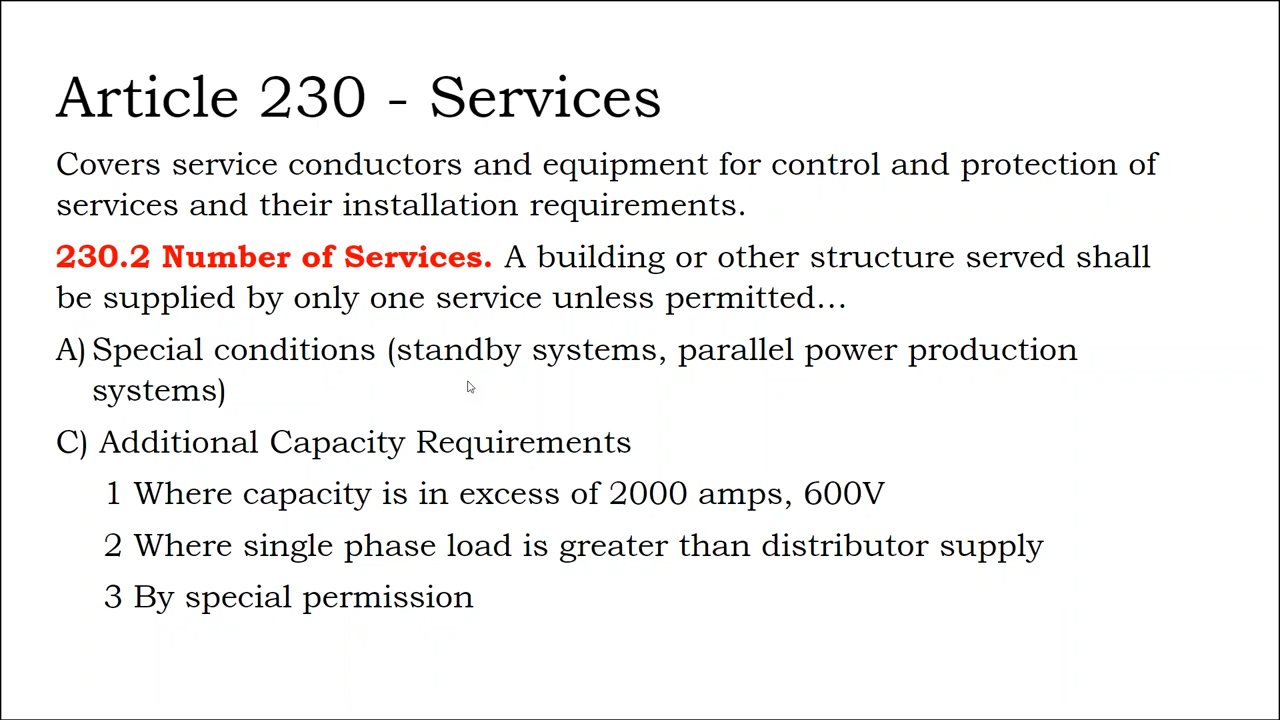 Article 230 - Services
Covers service conductors and equipment for control and protection of
services and their installation requirements.
230.2 Number of Services. A building or other structure served shall
be supplied by only one service unless permitted…
A) Special conditions (standby systems, parallel power production
systems)
C) Additional Capacity Requirements
1 Where capacity is in excess of 2000 amps, 600V
2 Where single phase load is greater than distributor supply
3 By special permission